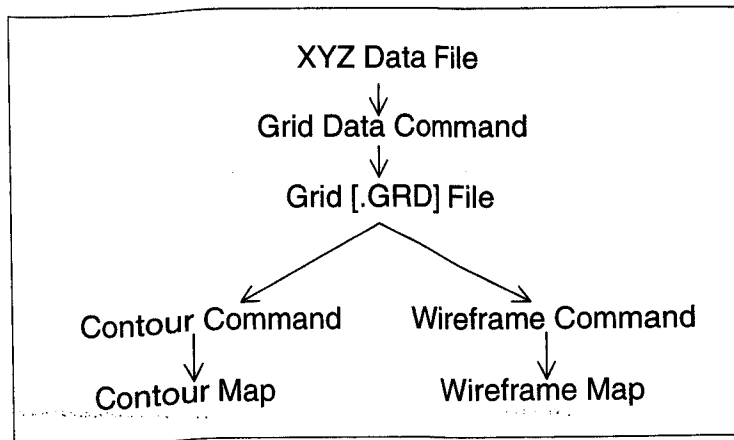 XYZ Data File
Grid Data Command
Grid [.GRD] File
Contour Command
Wireframe Command
Contour Map
Wireframe Map